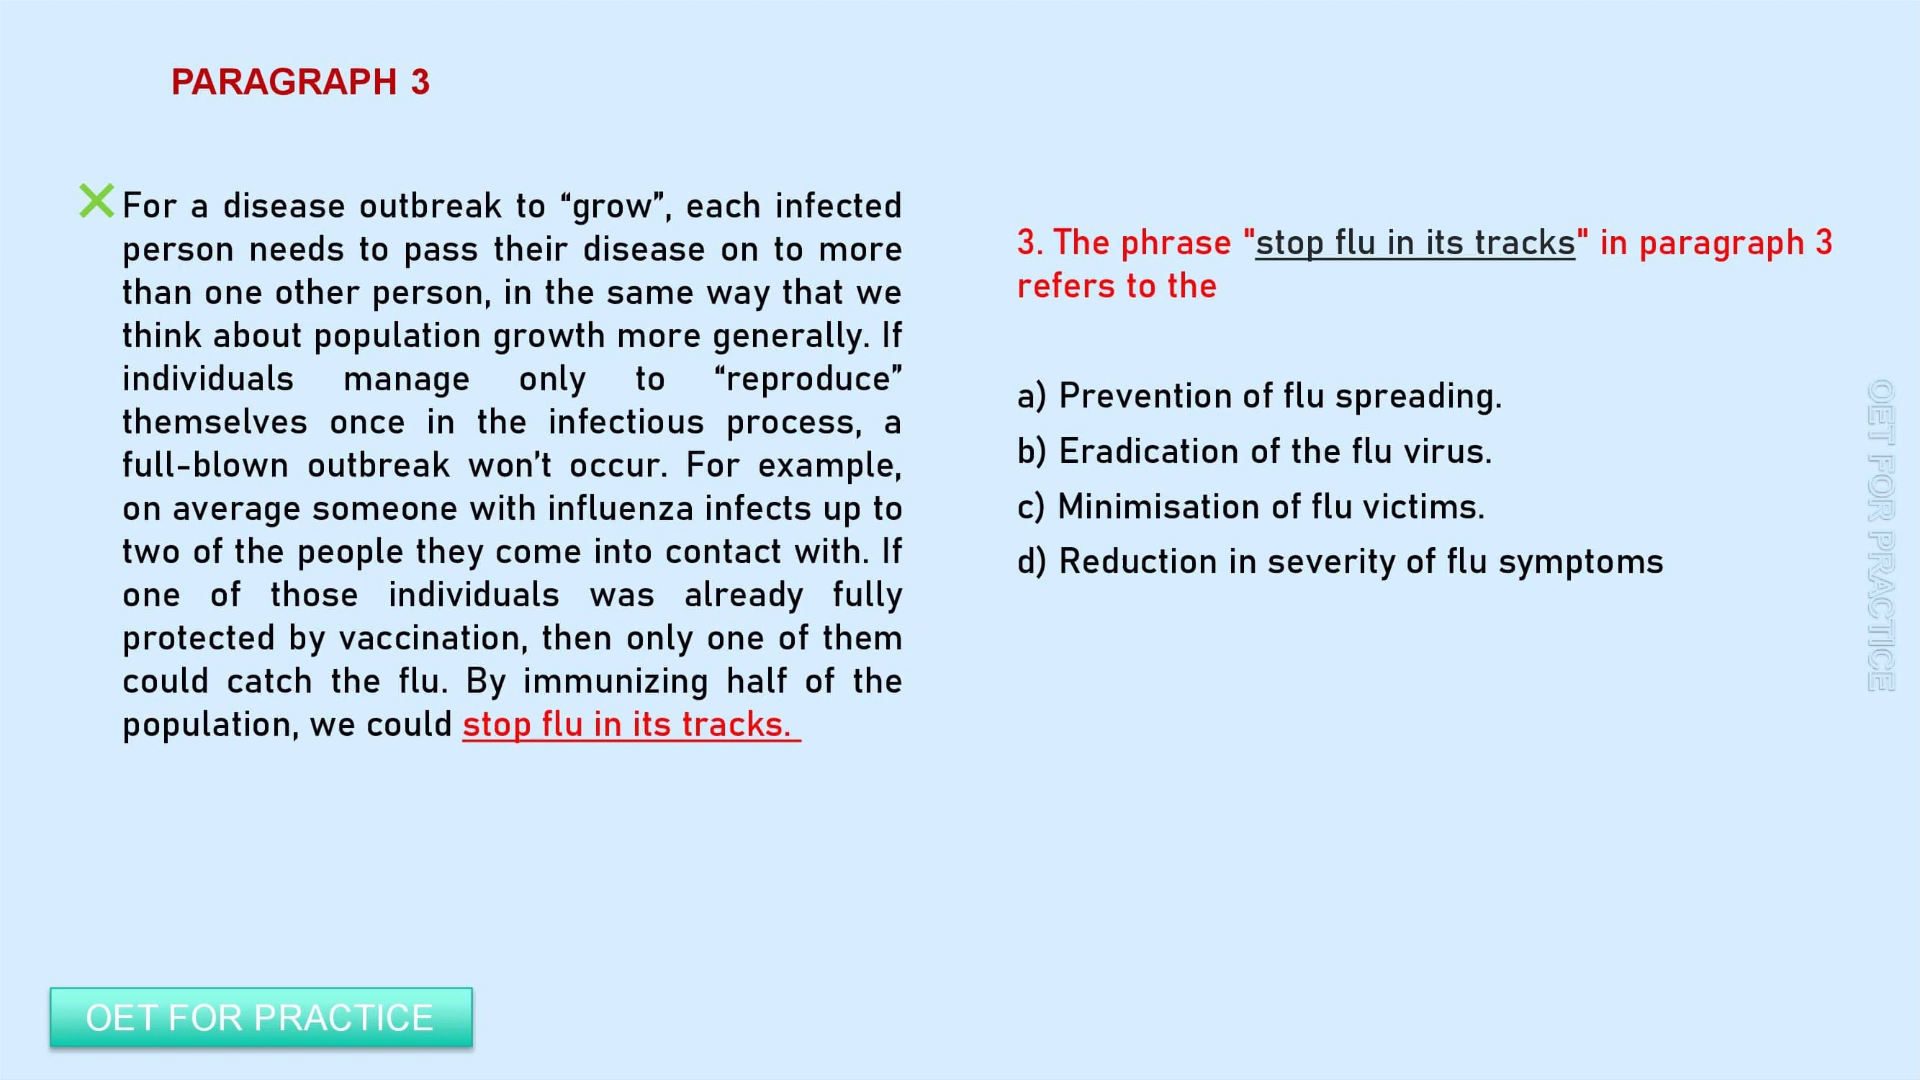 PARAGRAPH 3
For a disease outbreak to “grow”, each infected
person needs to pass their disease on to more
than one other person, in the same way that we
think about population growth more generally. If
individuals manage only to “reproduce”
themselves once in the infectious process, a
full-blown outbreak won’t occur. For example,
on average someone with influenza infects up to
two of the people they come into contact with. If
one of those individuals was already fully
protected by vaccination, then only one of them
could catch the flu. By immunizing half of the
population, we could stop flu in its tracks.
3. The phrase "stop flu in its tracks" in paragraph 3
refers to the
a) Prevention of flu spreading.
b) Eradication of the flu virus.
c) Minimisation of flu victims.
d) Reduction in severity of flu symptoms
OET FOR PRACTICE
OET FOR PRACTICE